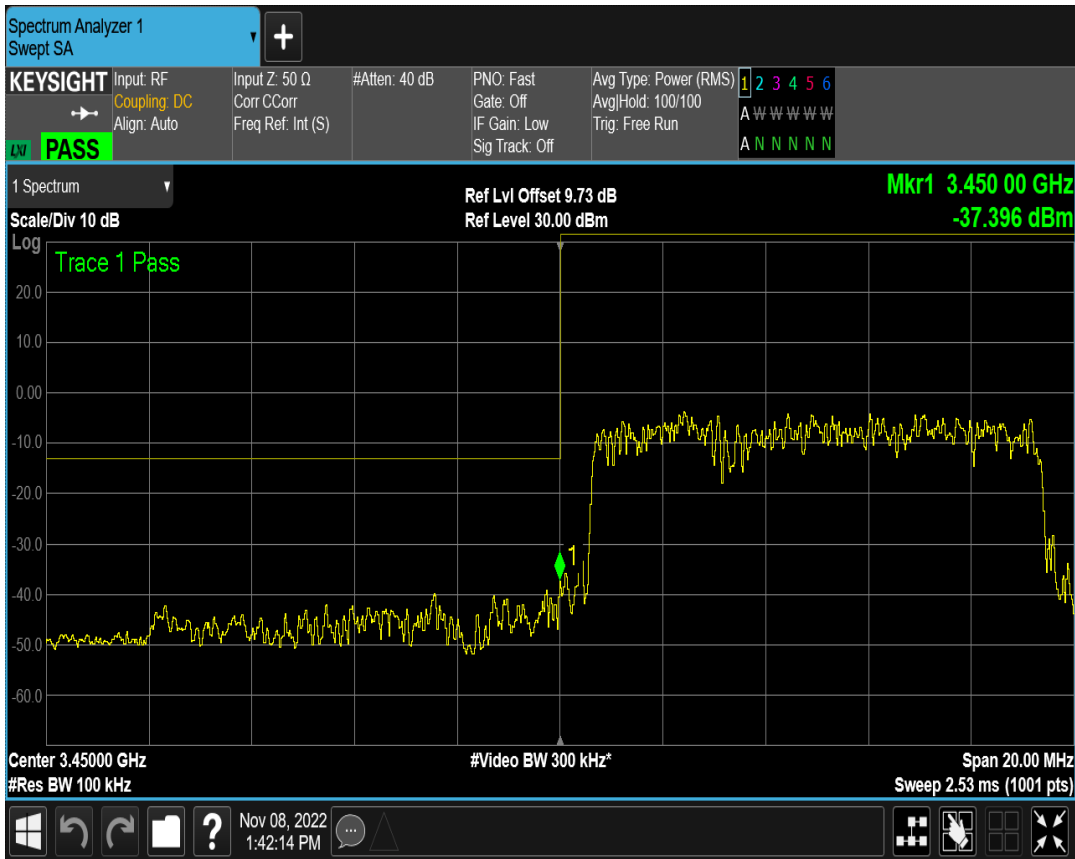 Spectrum Analyzer 1
Swept SA
+
KEYSIGHT
LXI PASS
Input: RF
Coupling: DC
Align: Auto
Input Z: 50 Ω
Corr CCorr
Freq Ref: Int (S)
#Atten: 40 dB
PNO: Fast
Gate: Off
IF Gain: Low
Sig Track: Off
Avg Type: Power (RMS)
Avg|Hold: 100/100
Trig: Free Run
1 2 3 4 5 6
A W W W W W
A N N N N N
1 Spectrum
Scale/Div 10 dB
Ref Lvl Offset 9.73 dB
Ref Level 30.00 dBm
Mkr1 3.450 00 GHz
-37.396 dBm
Log
Trace 1 Pass
20.0
10.0
0.00
-10.0
-20.0
-30.0
1
-40.0
-50.0
-60.0
Center 3.45000 GHz
#Video BW 300 kHz*
Span 20.00 MHz
#Res BW 100 kHz
Sweep 2.53 ms (1001 pts)
?
Nov 08, 2022
1:42:14 PM